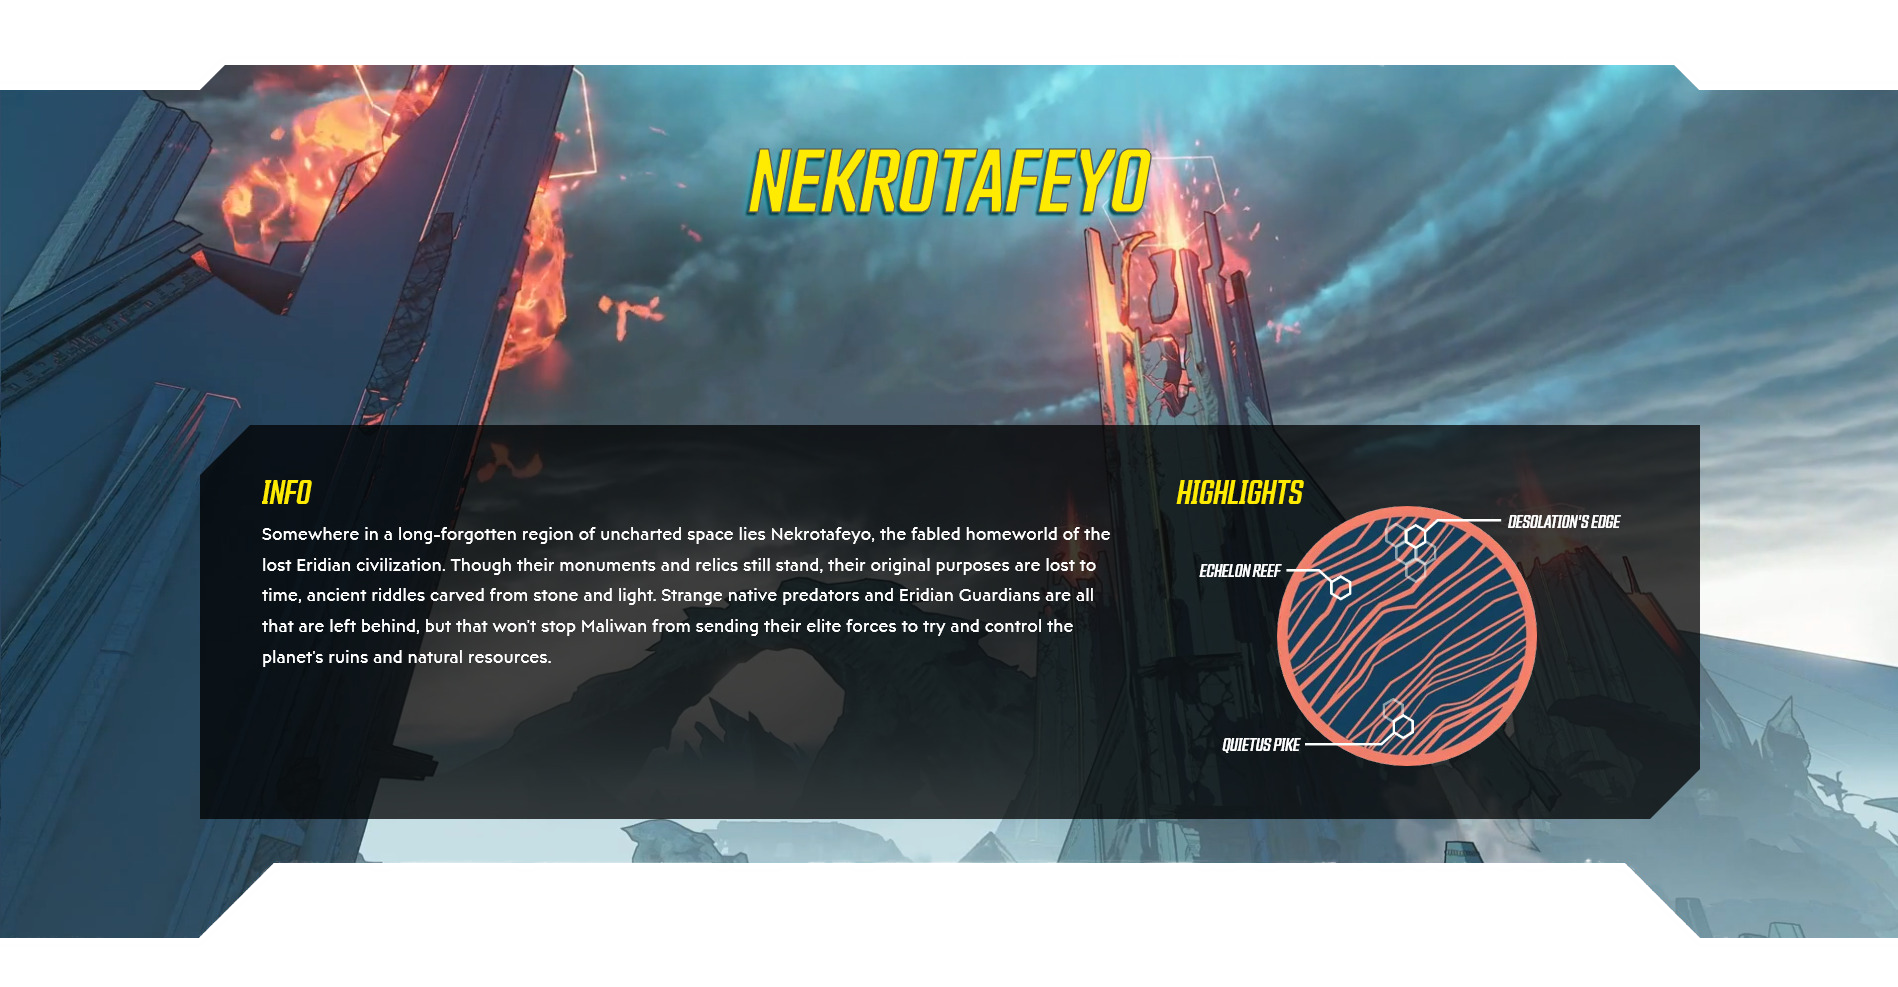 NEKROTAFEYO
INFO
Somewhere in a long-forgotten region of uncharted space lies Nekrotafeyo, the fabled homeworld of the
lost Eridian civilization. Though their monuments and relics still stand, their original purposes are lost to
time, ancient riddles carved from stone and light. Strange native predators and Eridian Guardians are all
that are left behind, but that won't stop Maliwan from sending their elite forces to try and control the
planet's ruins and natural resources.
HIGHLIGHTS
DESOLATION'S EDGE
ECHELON REEF
QUIETUS PIKE